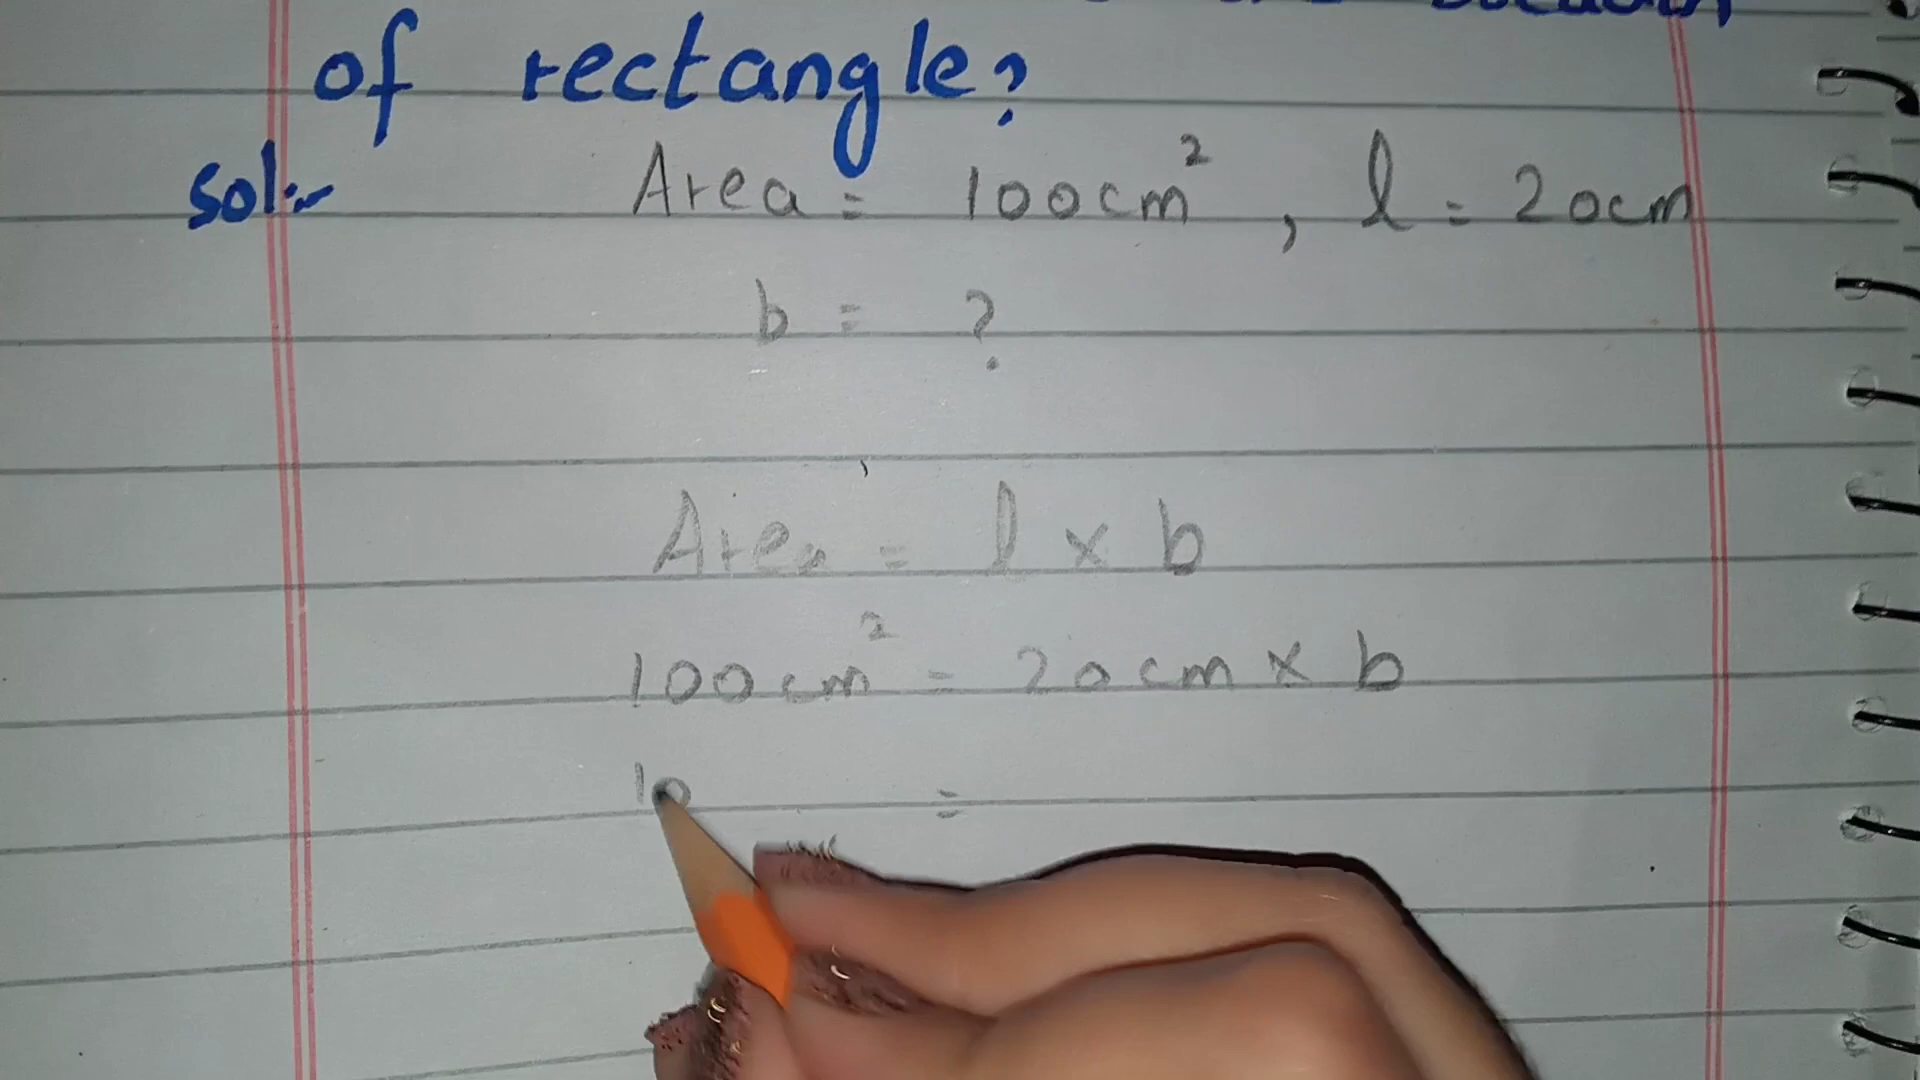 of rectangle?
Sol:- Area = 100cm², l = 20cm
b = ?
Area = l × b
100cm² = 20cm × b
10 =